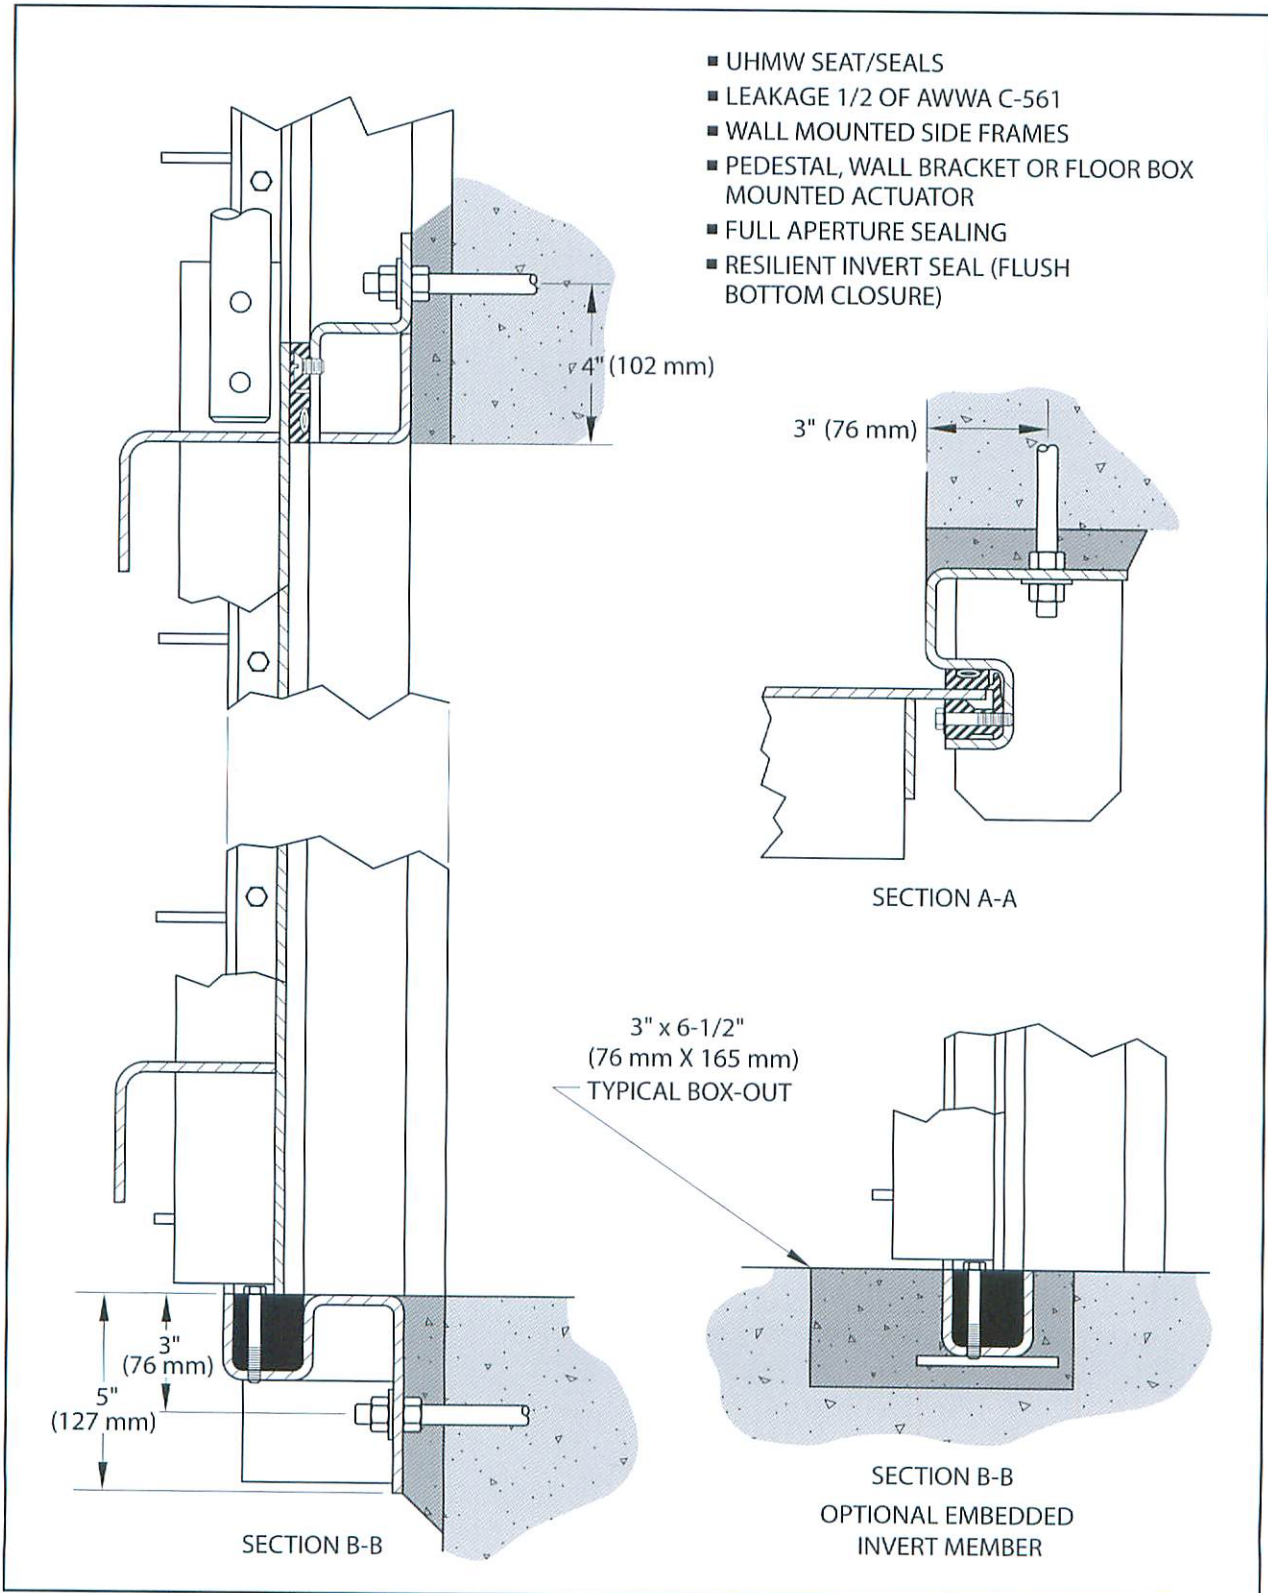 ■ UHMW SEAT/SEALS
■ LEAKAGE 1/2 OF AWWA C-561
■ WALL MOUNTED SIDE FRAMES
■ PEDESTAL, WALL BRACKET OR FLOOR BOX
MOUNTED ACTUATOR
■ FULL APERTURE SEALING
■ RESILIENT INVERT SEAL (FLUSH
BOTTOM CLOSURE)
4" (102 mm)
3" (76 mm)
SECTION A-A
3" x 6-1/2"
(76 mm X 165 mm)
TYPICAL BOX-OUT
3"
(76 mm)
5"
(127 mm)
SECTION B-B
SECTION B-B
OPTIONAL EMBEDDED
INVERT MEMBER